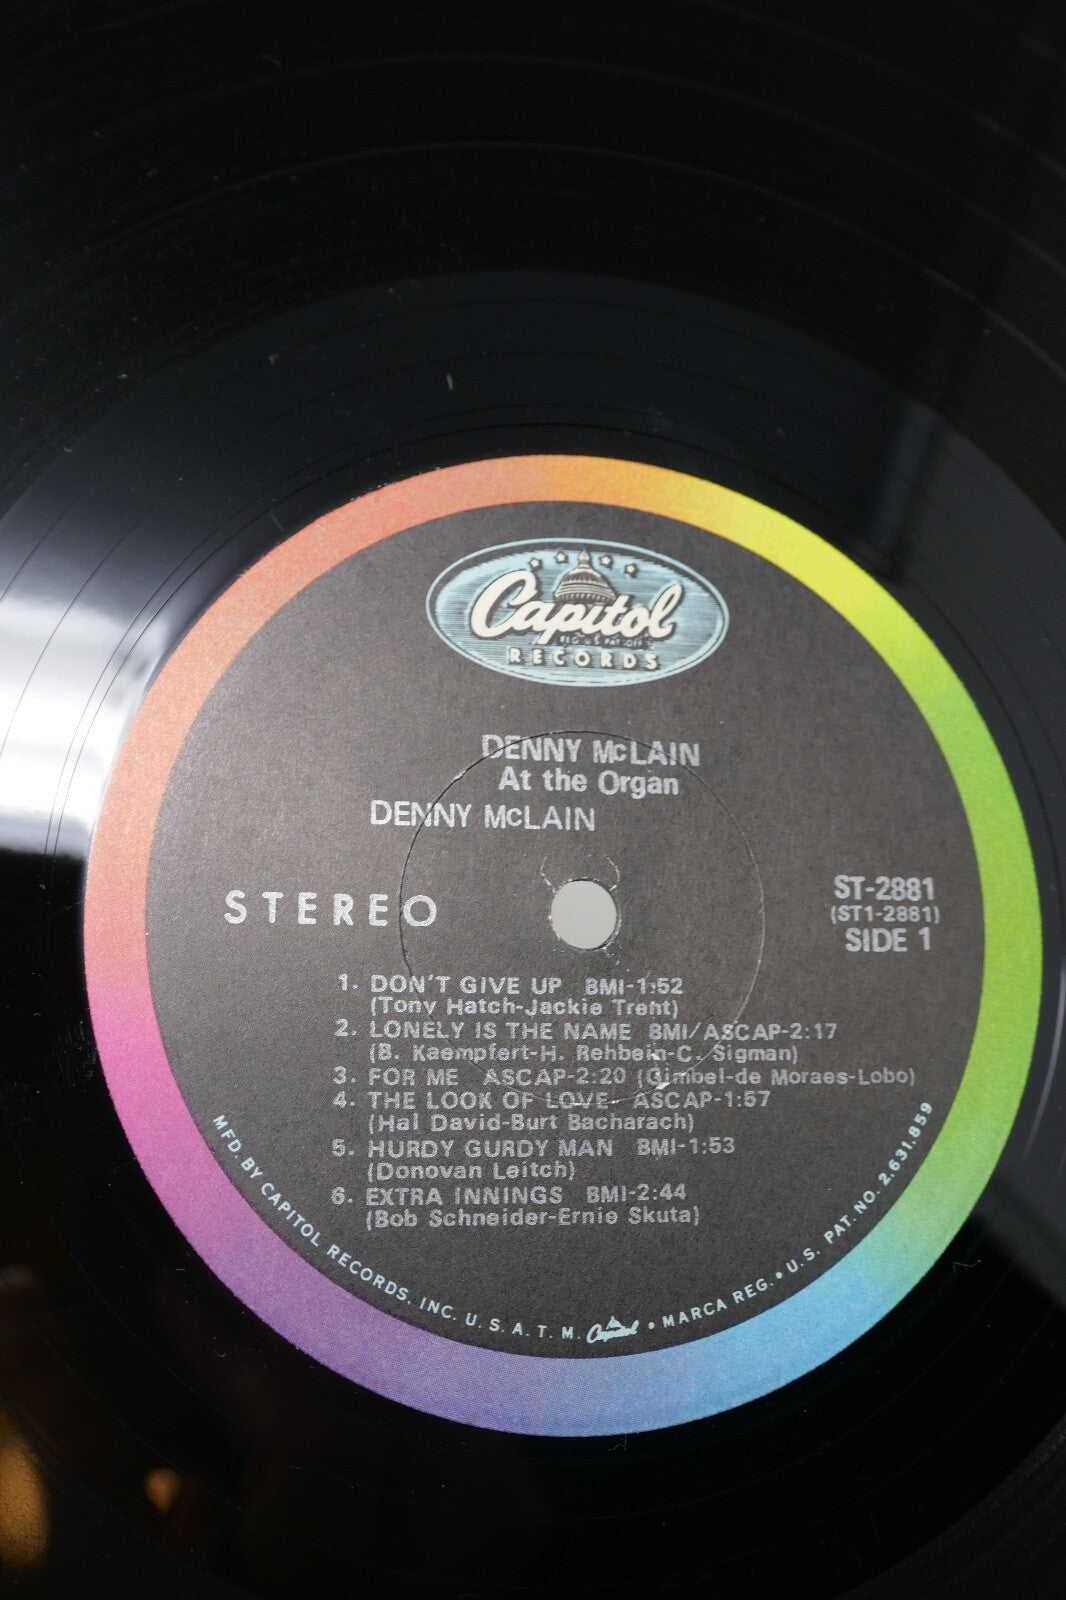 Capitol
RECORDS
DENNY McLAIN
At the Organ
DENNY McLAIN
STEREO
ST-2881
(ST1-2881)
SIDE 1
1. DON'T GIVE UP BMI-1:52
(Tony Hatch-Jackie Trent)
2. LONELY IS THE NAME BMI/ASCAP-2:17
(B. Kaempfert-H. Rehbein-C. Sigman)
3. FOR ME ASCAP-2:20 (Gimbel-de Moraes-Lobo)
4. THE LOOK OF LOVE- ASCAP-1:57
(Hal David-Burt Bacharach)
5. HURDY GURDY MAN BMI-1:53
(Donovan Leitch)
6. EXTRA INNINGS BMI-2:44
(Bob Schneider-Ernie Skuta)
MFD. BY CAPITOL RECORDS, INC. U.S.A. T.M. Capitol • MARCA REG. • U.S. PAT. NO. 2,631,859